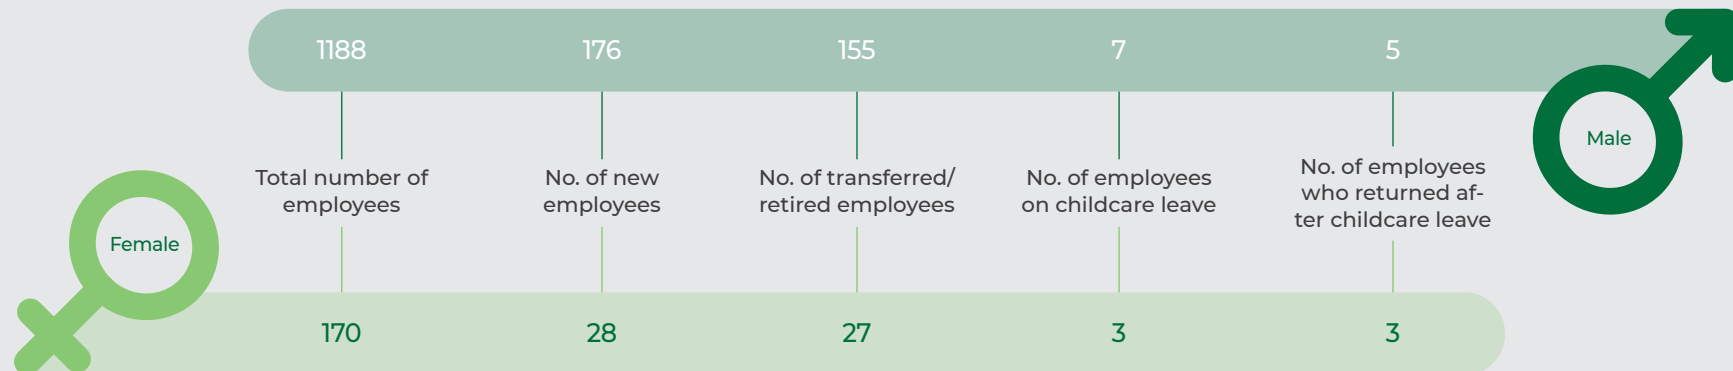 1188 176 155 7 5
Male
Total number of
employees
No. of new
employees
No. of transferred/
retired employees
No. of employees
on childcare leave
No. of employees
who returned af-
ter childcare leave
Female
170 28 27 3 3